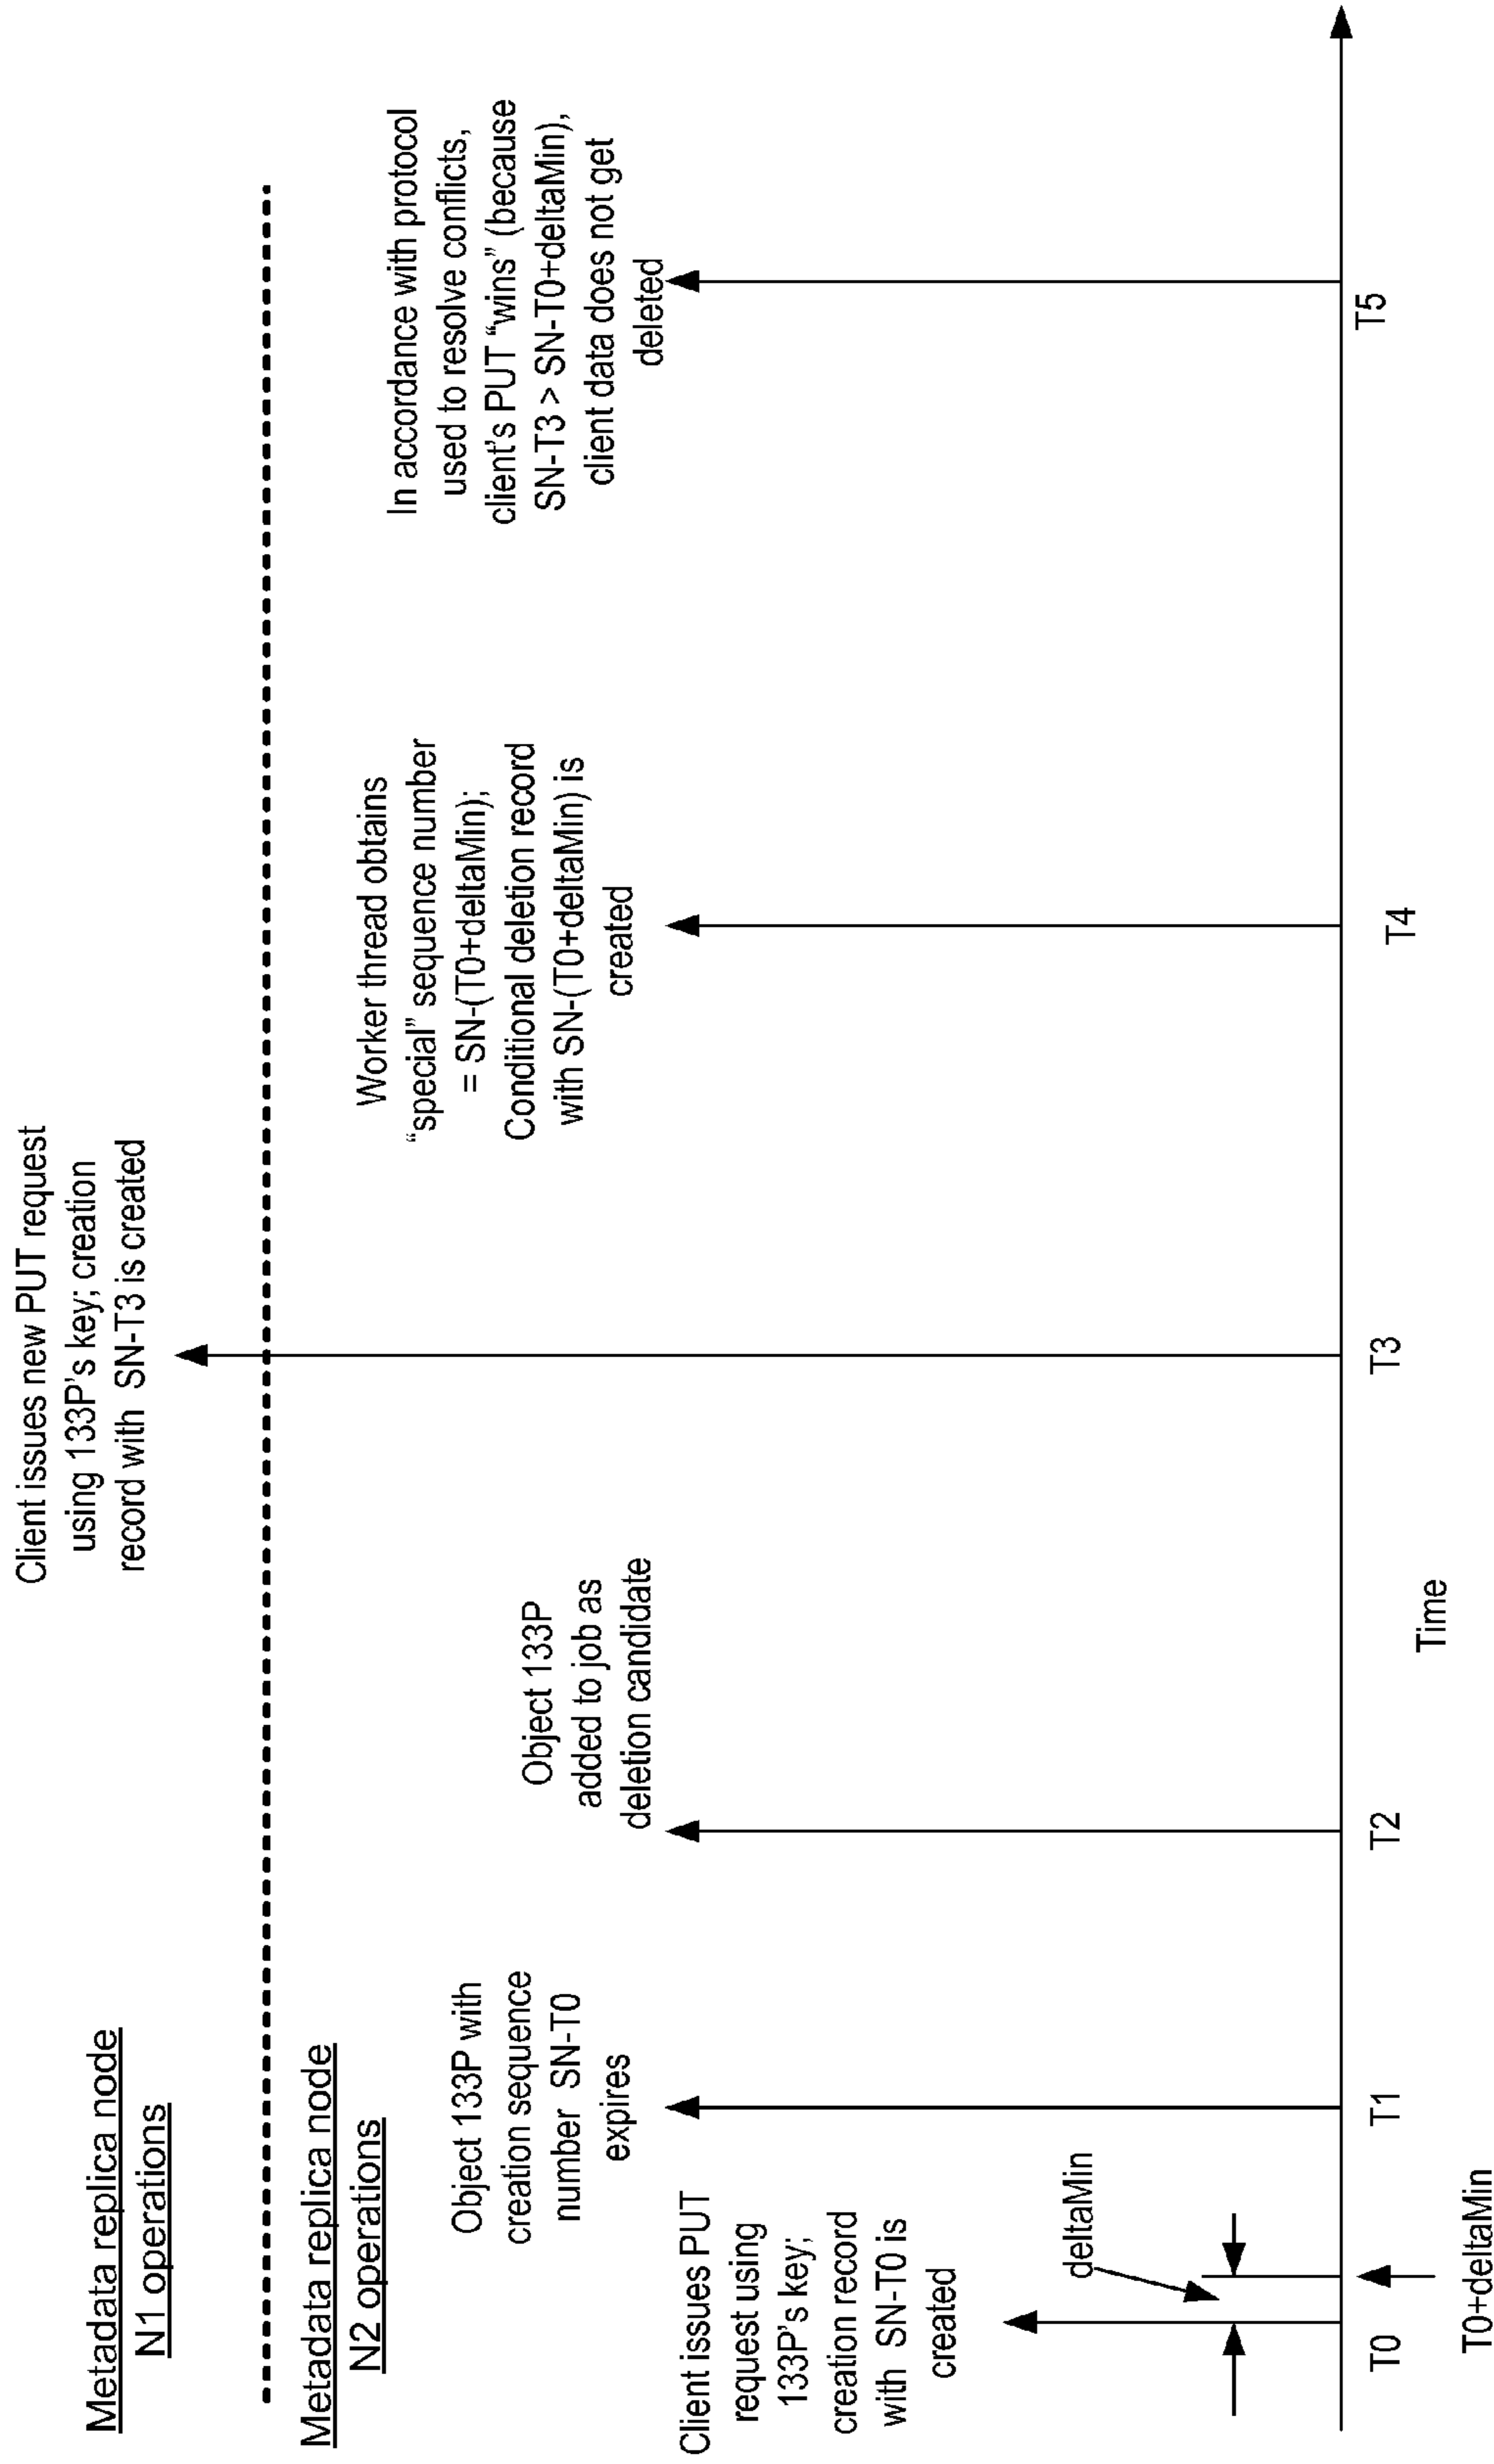 Metadata replica node
N1 operations
Client issues new PUT request
using 133P's key; creation
record with SN-T3 is created
Metadata replica node
N2 operations
Client issues PUT
request using
133P's key;
creation record
with SN-T0 is
created
Object 133P with
creation sequence
number SN-T0
expires
Object 133P
added to job as
deletion candidate
Worker thread obtains
“special” sequence number
= SN-(T0+deltaMin);
Conditional deletion record
with SN-(T0+deltaMin) is
created
In accordance with protocol
used to resolve conflicts,
client's PUT “wins” (because
SN-T3 > SN-T0+deltaMin),
client data does not get
deleted
deltaMin
T0
T1
T2
T3
T4
T5
T0+deltaMin
Time